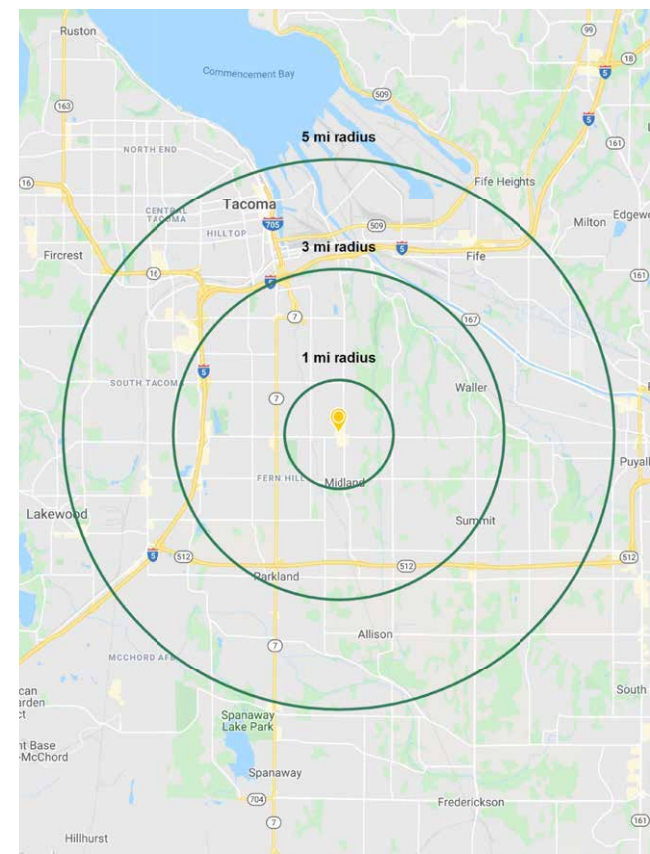 Ruston
99
18
5
Commencement Bay
509
163
5
5 mi radius
161
NORTH END
16
Fife Heights
Tacoma
CENTRAL
TACOMA
Edgew
Milton
705
509
HILLTOP
3 mi radius
5
Fircrest
Fife
16
161
5
7
167
1 mi radius
5
SOUTH TACOMA
Waller
7
Puyall
FERN HILL
Midland
Lakewood
Summit
5
512
512
512
Parkland
Allison
7
MCCHORD AFB
South
can
arden
ct
Spanaway
Lake Park
nt Base
-McChord
Spanaway
704
Frederickson
7
161
Hillhurst